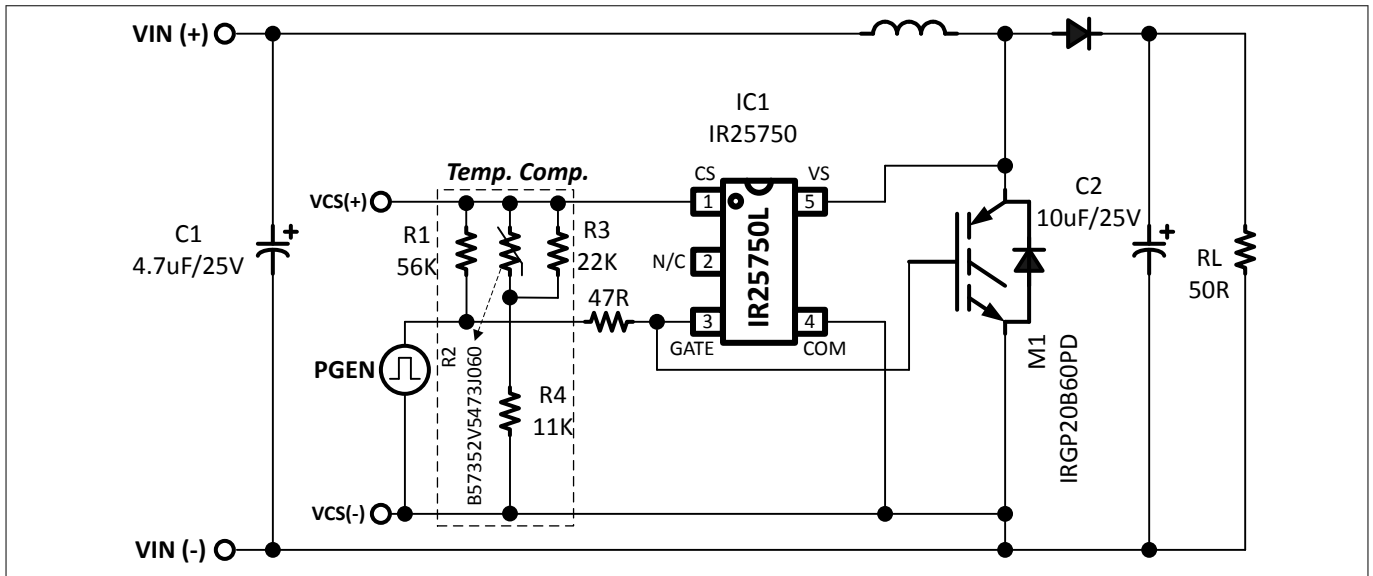 VIN (+)
IC1
IR25750
Temp. Comp.
CS
VS
VCS(+)
1
5
C1
4.7uF/25V
R1
56K
R3
22K
N/C
2
IR25750L
C2
10uF/25V
RL
50R
47R
3
4
GATE
COM
PGEN
R2
B57352V5473J060
R4
11K
M1
IRGP20B60PD
VCS(-)
VIN (-)
+
+